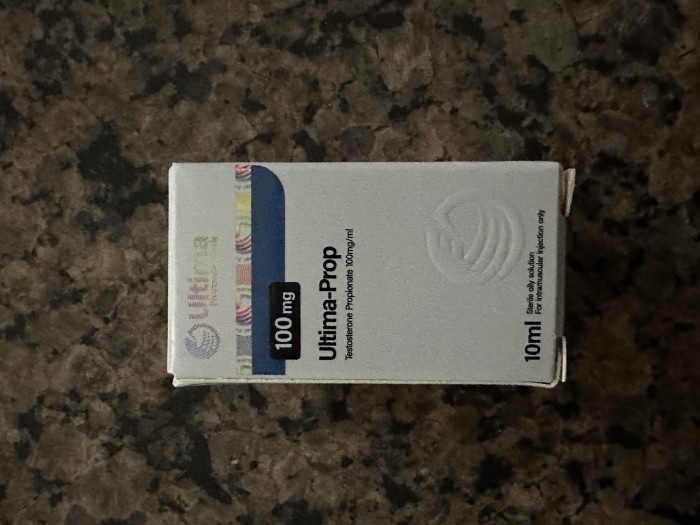 Ultima
100 mg
Ultima-Prop
Testosterone Propionate 100mg/ml
10ml
Sterile oily solution
For intramuscular injection only